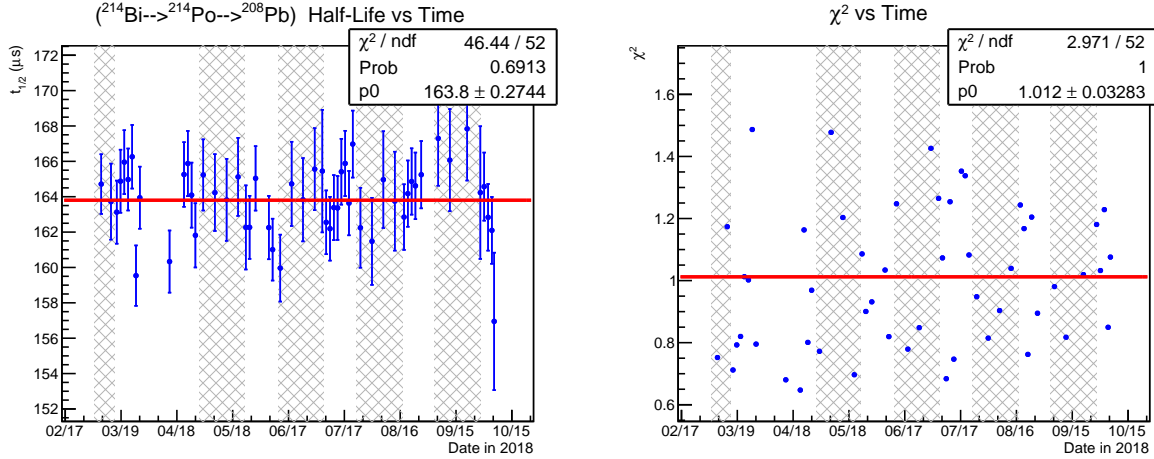 (²¹⁴Bi-->²¹⁴Po-->²⁰⁸Pb) Half-Life vs Time
χ² / ndf 46.44 / 52
Prob 0.6913
p0 163.8 ± 0.2744
t₁/₂ (μs)
172
170
168
166
164
162
160
158
156
154
152
02/17 03/19 04/18 05/18 06/17 07/17 08/16 09/15 10/15
Date in 2018
χ² vs Time
χ² / ndf 2.971 / 52
Prob 1
p0 1.012 ± 0.03283
χ²
1.6
1.4
1.2
1
0.8
0.6
02/17 03/19 04/18 05/18 06/17 07/17 08/16 09/15 10/15
Date in 2018